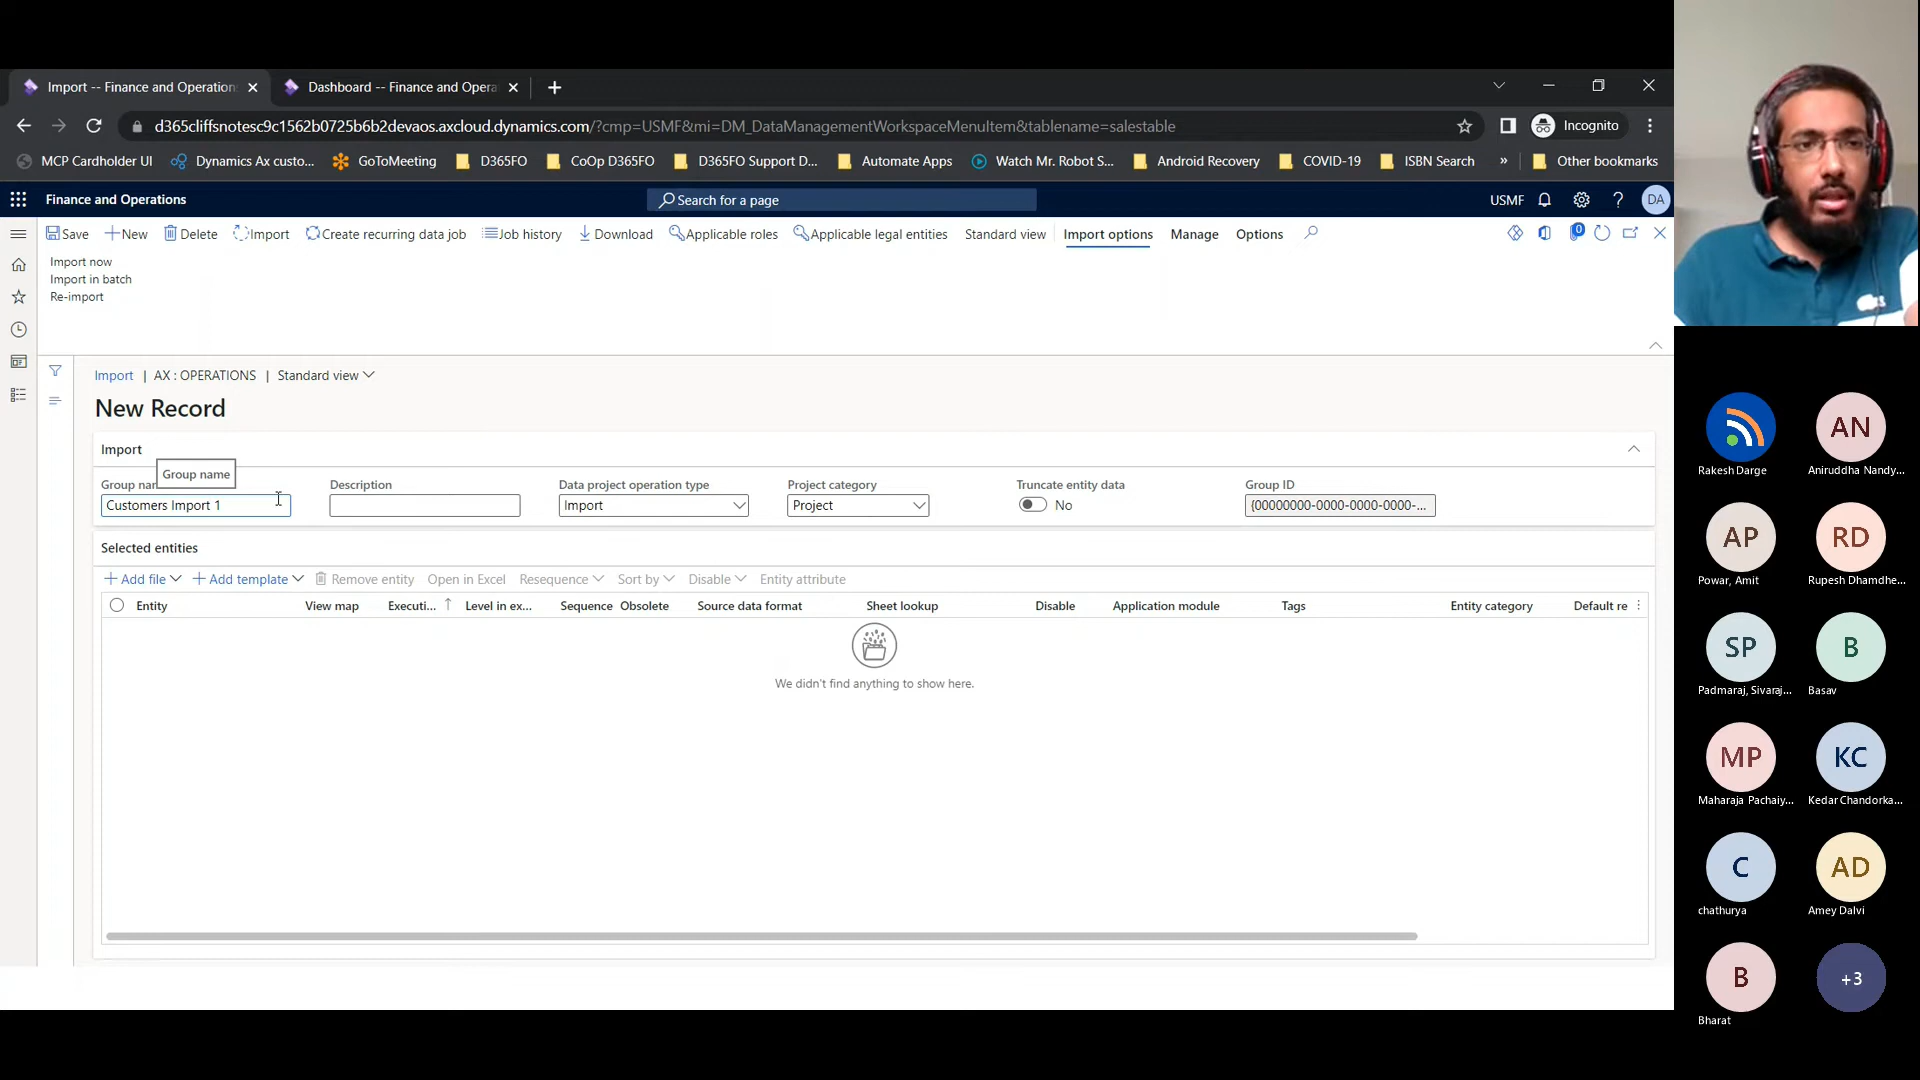 Import -- Finance and Operation
Dashboard -- Finance and Opera
d365cliffsnotesc9c1562b0725b6b2devaos.axcloud.dynamics.com/?cmp=USMF&mi=DM_DataManagementWorkspaceMenuItem&tablename=salestable
Incognito
MCP Cardholder UI
Dynamics Ax custo...
GoToMeeting
D365FO
CoOp D365FO
D365FO Support D...
Automate Apps
Watch Mr. Robot S...
Android Recovery
COVID-19
ISBN Search
»
Other bookmarks
Finance and Operations
Search for a page
USMF
DA
Save
New
Delete
Import
Create recurring data job
Job history
Download
Applicable roles
Applicable legal entities
Standard view
Import options
Manage
Options
0
Import now
Import in batch
Re-import
Import | AX : OPERATIONS | Standard view
New Record
Import
Group name
Group nar
Customers Import 1
Description
Data project operation type
Import
Project category
Project
Truncate entity data
No
Group ID
{00000000-0000-0000-0000-...
Selected entities
Add file
Add template
Remove entity
Open in Excel
Resequence
Sort by
Disable
Entity attribute
Entity
View map
Executi...
Level in ex...
Sequence
Obsolete
Source data format
Sheet lookup
Disable
Application module
Tags
Entity category
Default re
We didn't find anything to show here.
Rakesh Darge
AN
Aniruddha Nandy...
AP
Powar, Amit
RD
Rupesh Dhamdhe...
SP
Padmaraj, Sivaraj...
B
Basav
MP
Maharaja Pachaiy...
KC
Kedar Chandorka...
C
chathurya
AD
Amey Dalvi
B
Bharat
+3